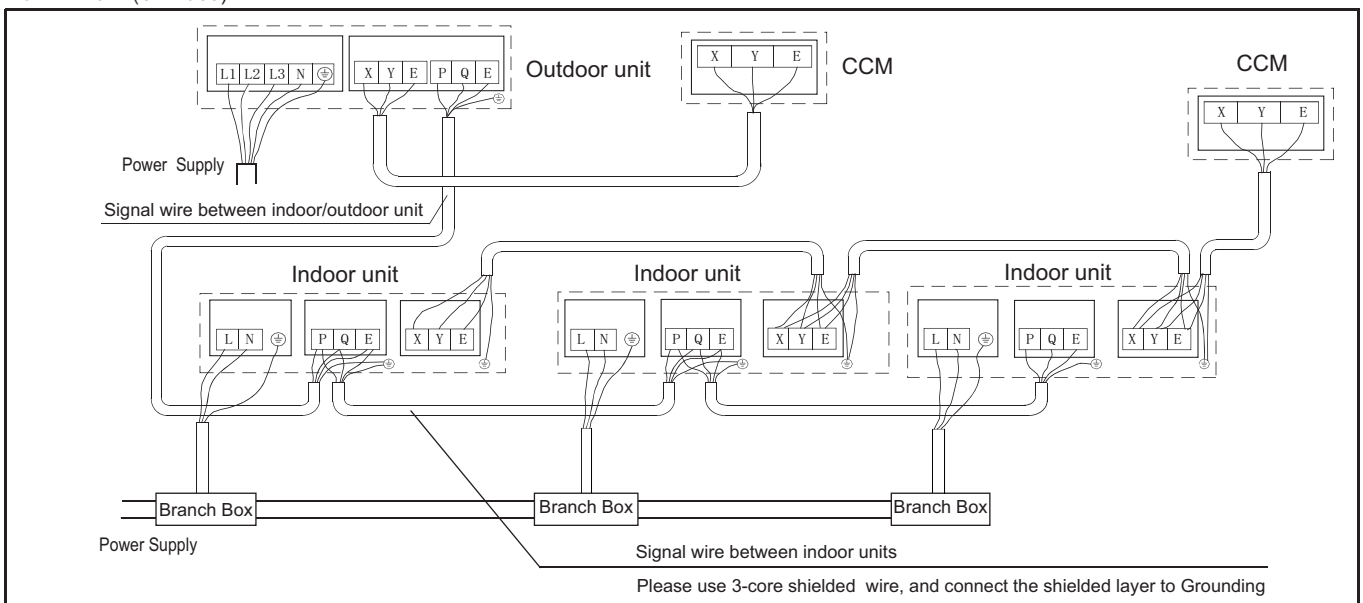 Outdoor unit
CCM
CCM
L1 L2 L3 N
X Y E
P Q E
X Y E
X Y E
Power Supply
Signal wire between indoor/outdoor unit
Indoor unit
Indoor unit
Indoor unit
L N
P Q E
X Y E
L N
P Q E
X Y E
L N
P Q E
X Y E
Branch Box
Branch Box
Branch Box
Power Supply
Signal wire between indoor units
Please use 3-core shielded wire, and connect the shielded layer to Grounding